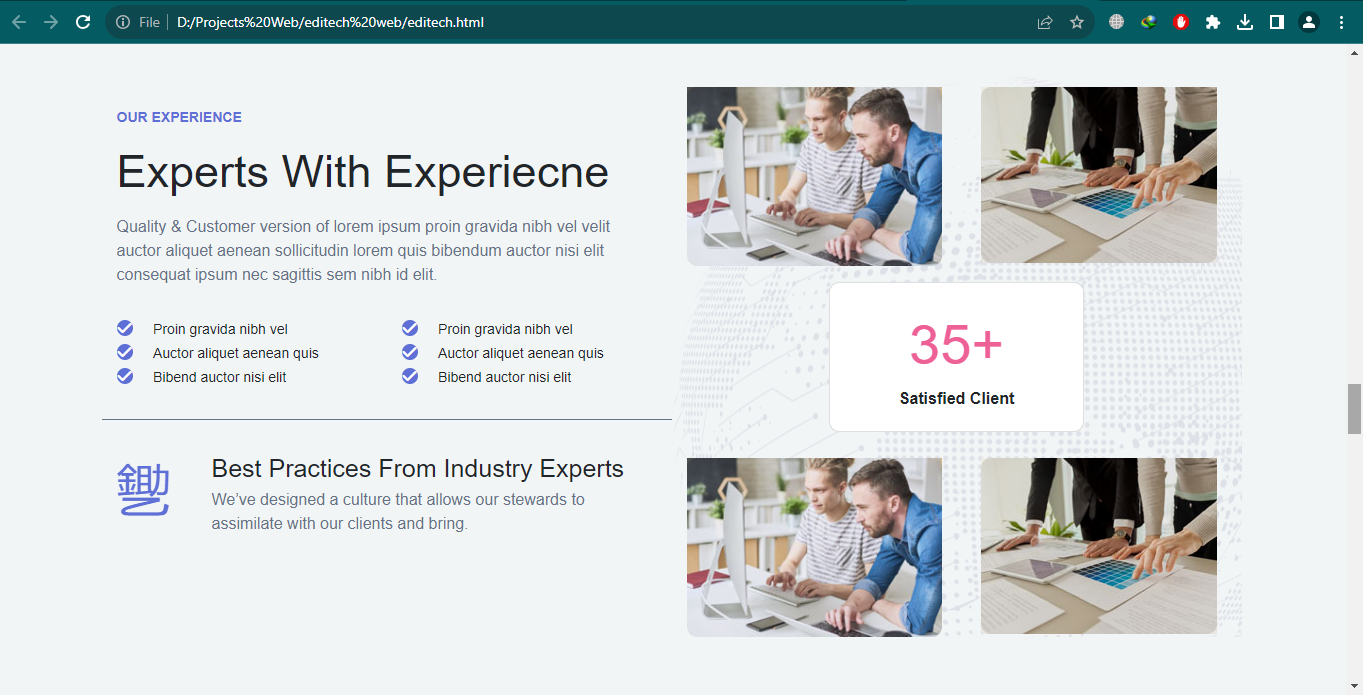 File
D:/Projects%20Web/editech%20web/editech.html
OUR EXPERIENCE
Experts With Experiecne
Quality & Customer version of lorem ipsum proin gravida nibh vel velit
auctor aliquet aenean sollicitudin lorem quis bibendum auctor nisi elit
consequat ipsum nec sagittis sem nibh id elit.
Proin gravida nibh vel
Auctor aliquet aenean quis
Bibend auctor nisi elit
Proin gravida nibh vel
Auctor aliquet aenean quis
Bibend auctor nisi elit
Best Practices From Industry Experts
We’ve designed a culture that allows our stewards to
assimilate with our clients and bring.
35+
Satisfied Client